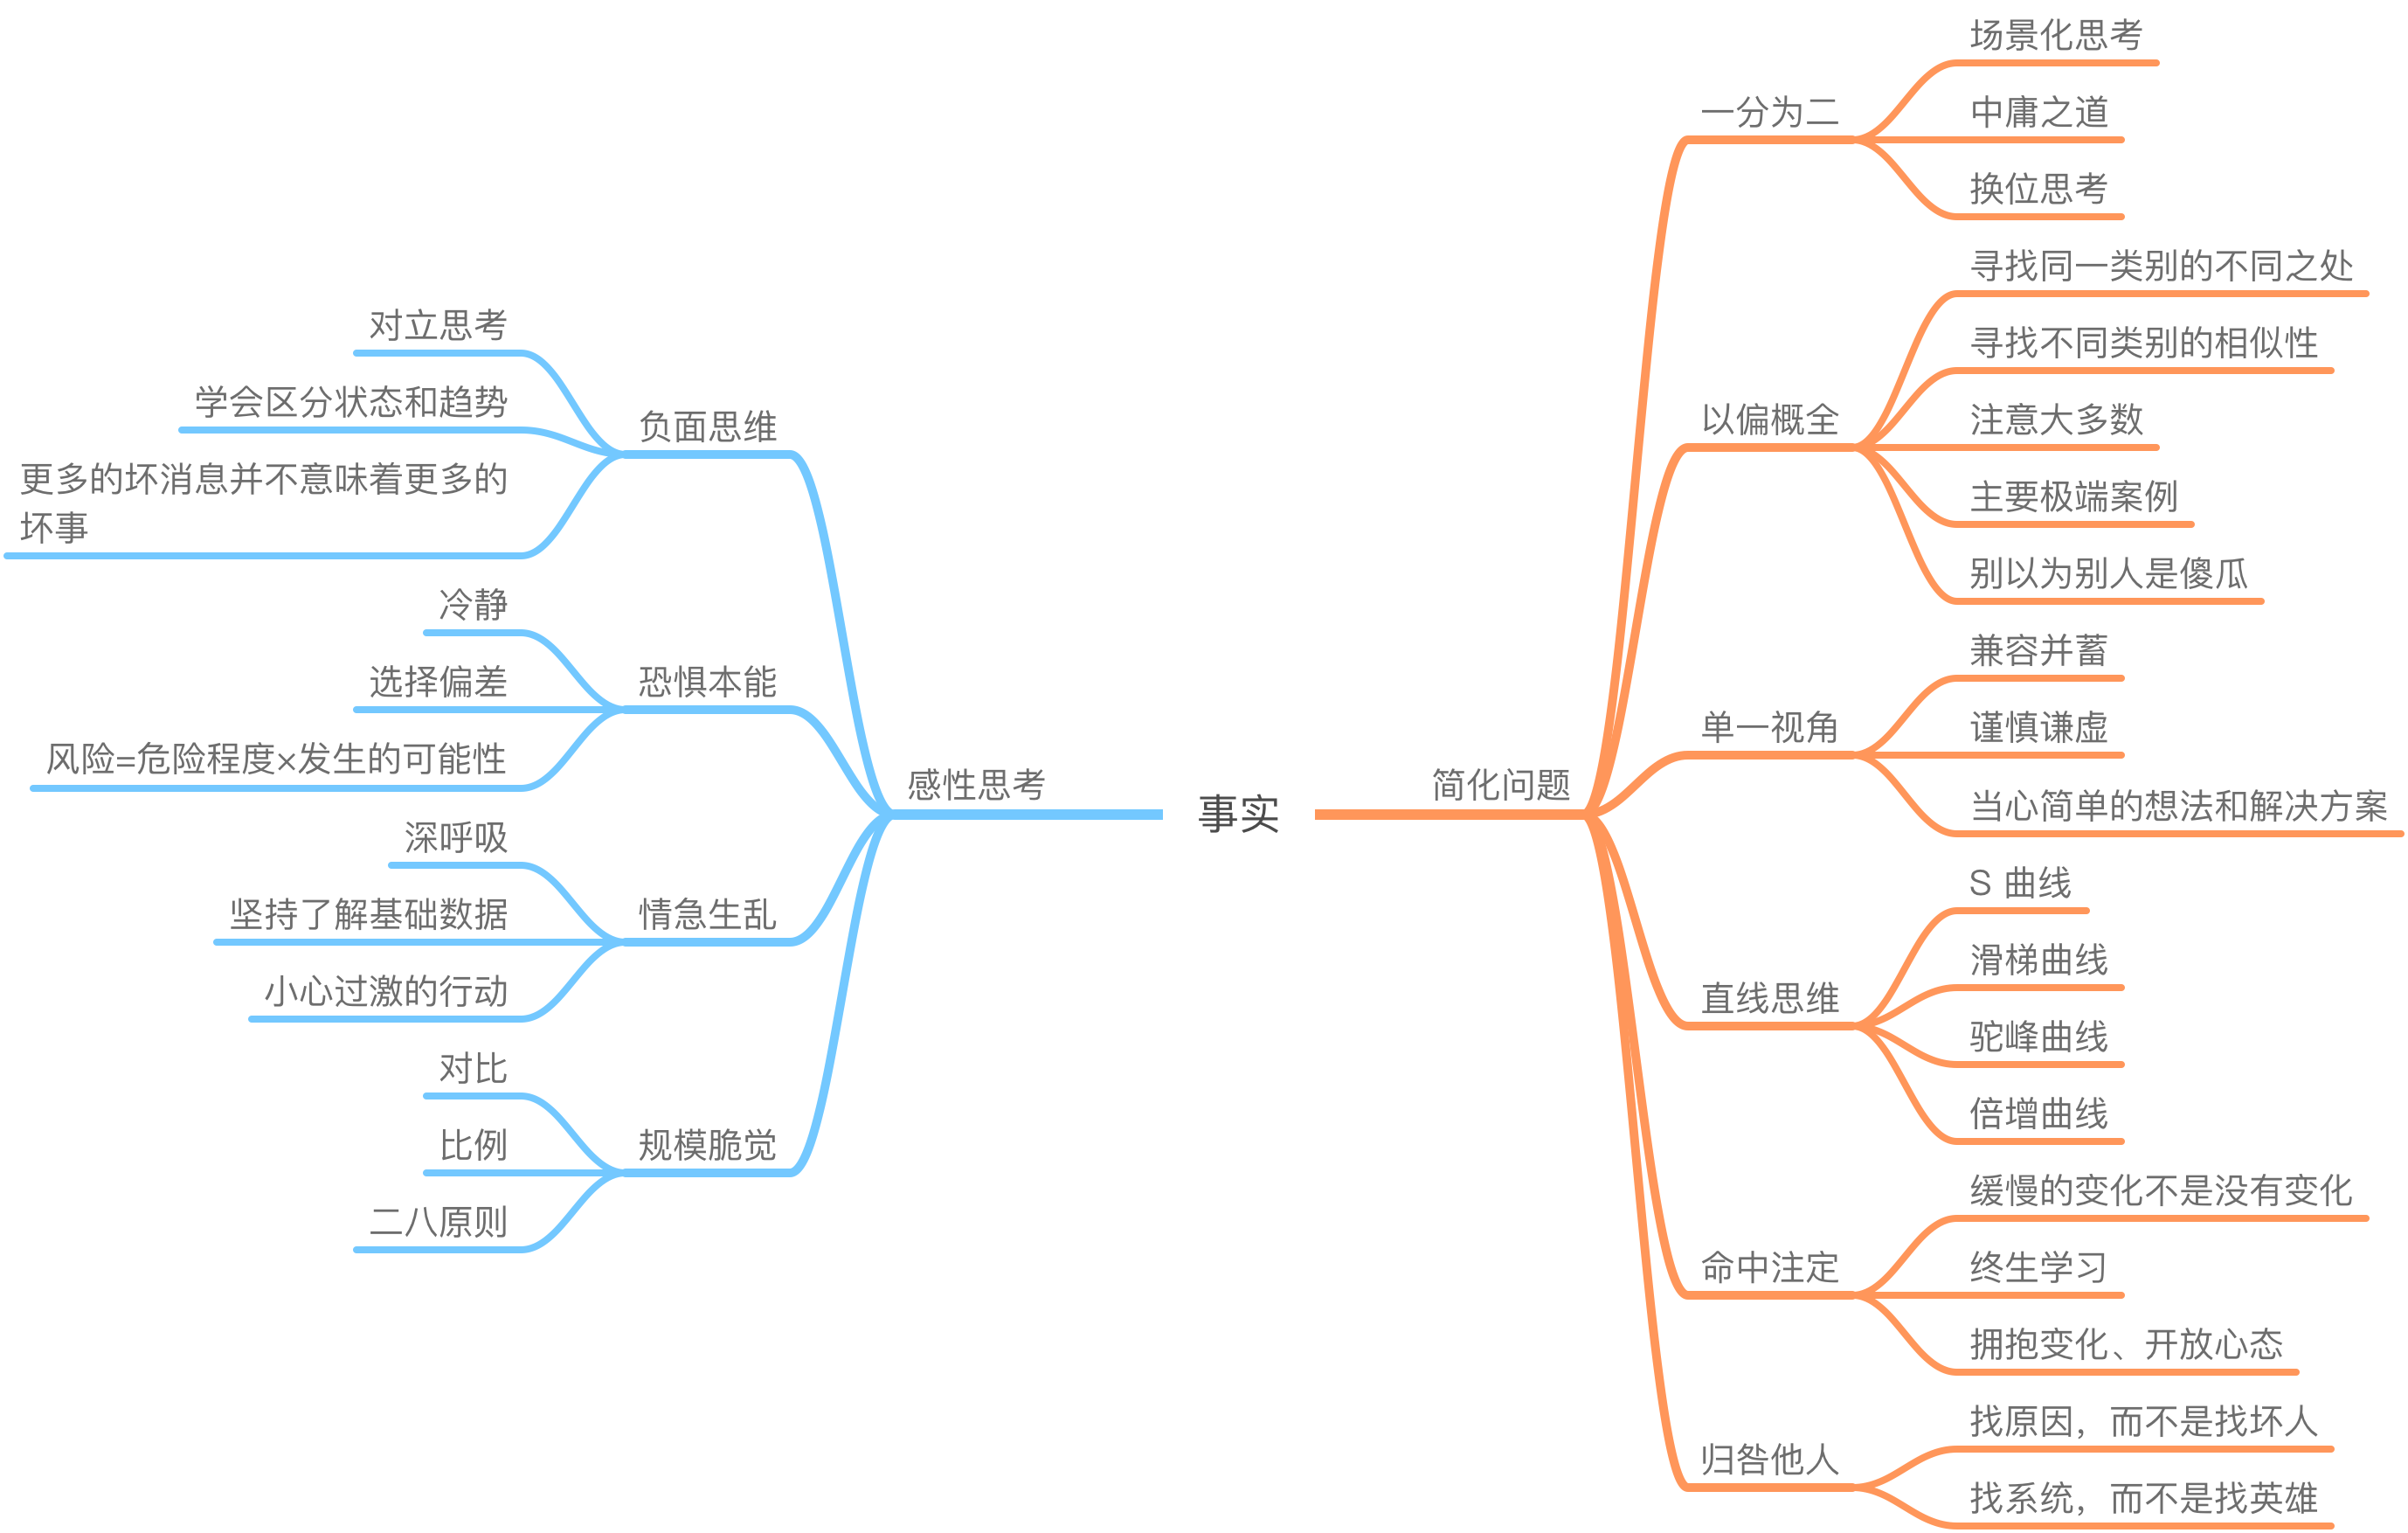 事实
感性思考
负面思维
对立思考
学会区分状态和趋势
更多的坏消息并不意味着更多的
坏事
恐惧本能
冷静
选择偏差
风险=危险程度×发生的可能性
情急生乱
深呼吸
坚持了解基础数据
小心过激的行动
规模脆觉
对比
比例
二八原则
简化问题
一分为二
场景化思考
中庸之道
换位思考
以偏概全
寻找同一类别的不同之处
寻找不同类别的相似性
注意大多数
主要极端案例
别以为别人是傻瓜
单一视角
兼容并蓄
谨慎谦虚
当心简单的想法和解决方案
直线思维
S 曲线
滑梯曲线
驼峰曲线
倍增曲线
命中注定
缓慢的变化不是没有变化
终生学习
拥抱变化、开放心态
归咎他人
找原因，而不是找坏人
找系统，而不是找英雄